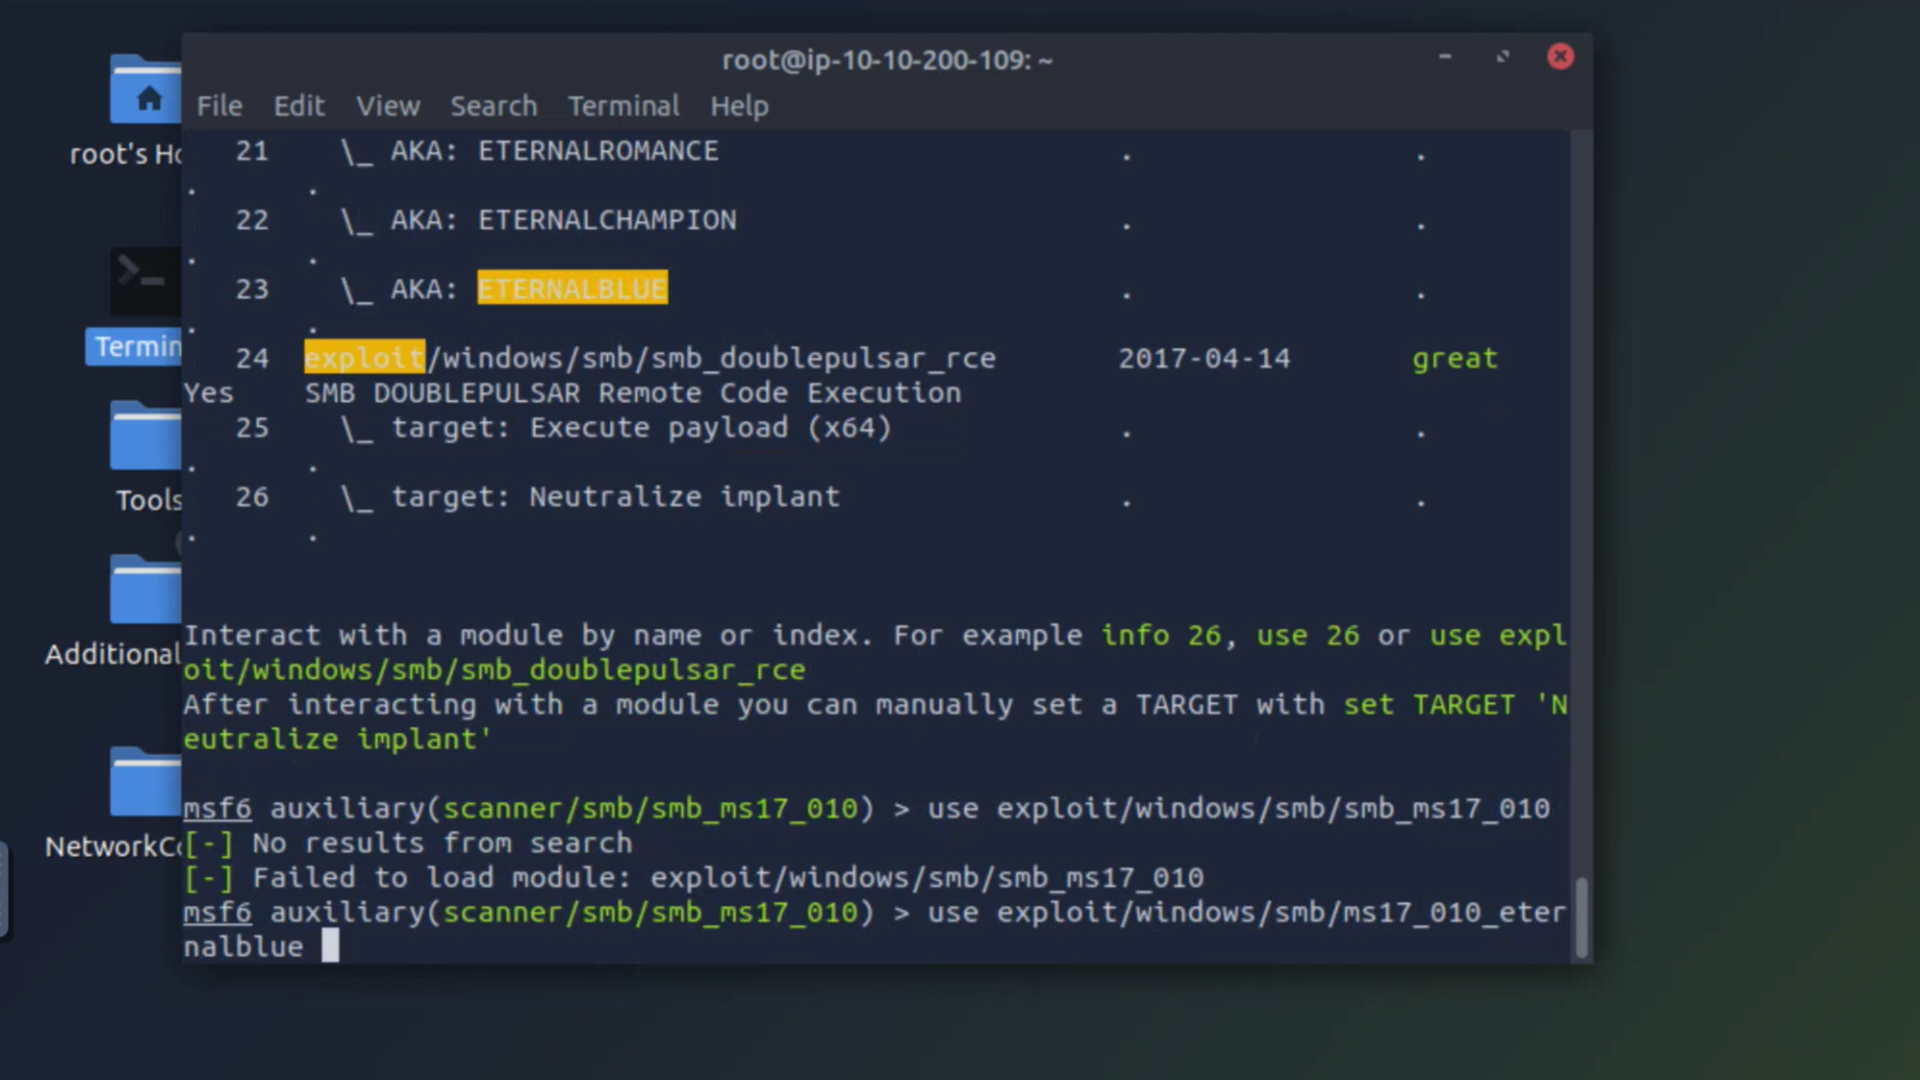 root@ip-10-10-200-109: ~
File Edit View Search Terminal Help
21 \_ AKA: ETERNALROMANCE . .
. .
22 \_ AKA: ETERNALCHAMPION . .
. .
23 \_ AKA: ETERNALBLUE . .
. .
24 exploit/windows/smb/smb_doublepulsar_rce 2017-04-14 great
Yes SMB DOUBLEPULSAR Remote Code Execution
25 \_ target: Execute payload (x64) . .
. .
26 \_ target: Neutralize implant . .
. .
Interact with a module by name or index. For example info 26, use 26 or use expl
oit/windows/smb/smb_doublepulsar_rce
After interacting with a module you can manually set a TARGET with set TARGET 'N
eutralize implant'
msf6 auxiliary(scanner/smb/smb_ms17_010) > use exploit/windows/smb/smb_ms17_010
[-] No results from search
[-] Failed to load module: exploit/windows/smb/smb_ms17_010
msf6 auxiliary(scanner/smb/smb_ms17_010) > use exploit/windows/smb/ms17_010_eter
nalblue
root's Ho
Termin
Tools
Additional
NetworkCo